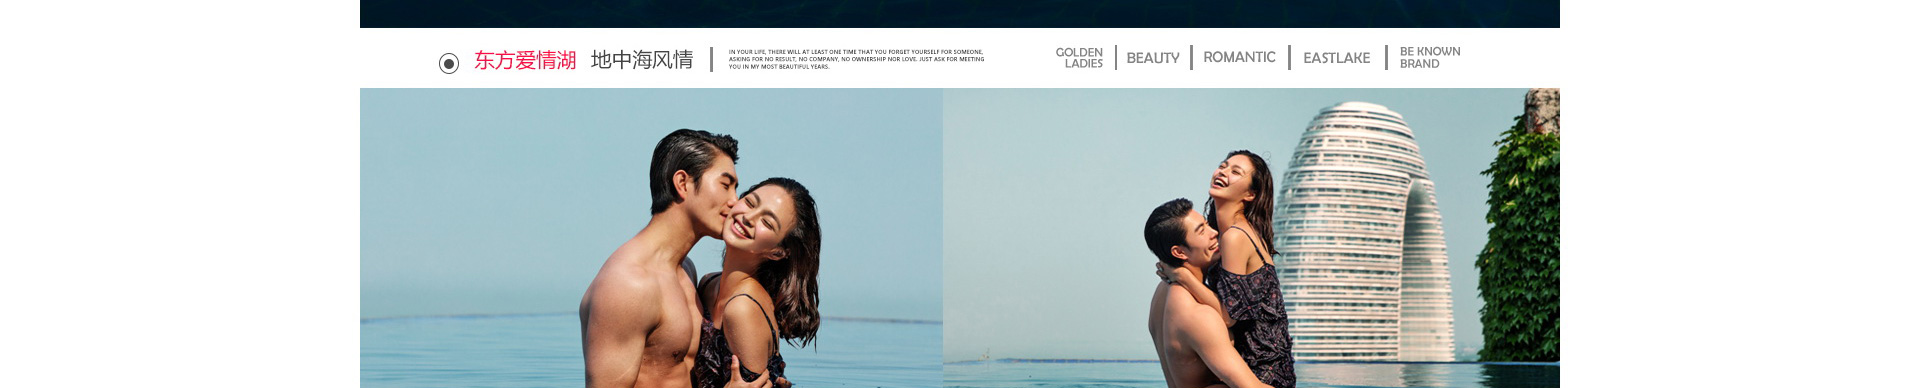 东方爱情湖 地中海风情
IN YOUR LIFE, THERE WILL AT LEAST ONE TIME THAT YOU FORGET YOURSELF FOR SOMEONE,
ASKING FOR NO RESULT, NO COMPANY, NO OWNERSHIP NOR LOVE. JUST ASK FOR MEETING
YOU IN MY MOST BEAUTIFUL YEARS.
GOLDEN
LADIES
BEAUTY
ROMANTIC
EASTLAKE
BE KNOWN
BRAND